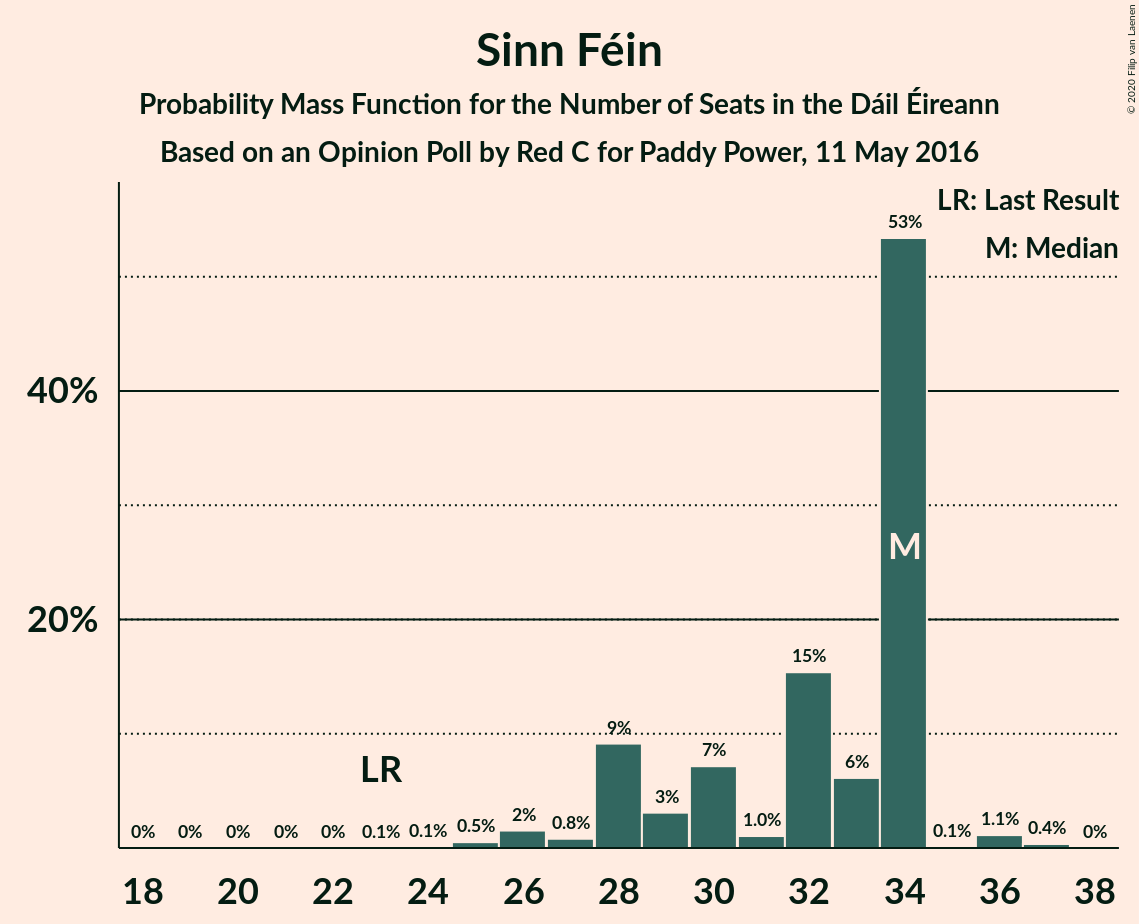 Sinn Féin
Probability Mass Function for the Number of Seats in the Dáil Éireann
Based on an Opinion Poll by Red C for Paddy Power, 11 May 2016
© 2020 Filip van Laenen
LR: Last Result
M: Median
40%
20%
LR
M
0% 0% 0% 0% 0% 0.1% 0.1% 0.5% 2% 0.8% 9% 3% 7% 1.0% 15% 6% 53% 0.1% 1.1% 0.4% 0%
18 20 22 24 26 28 30 32 34 36 38